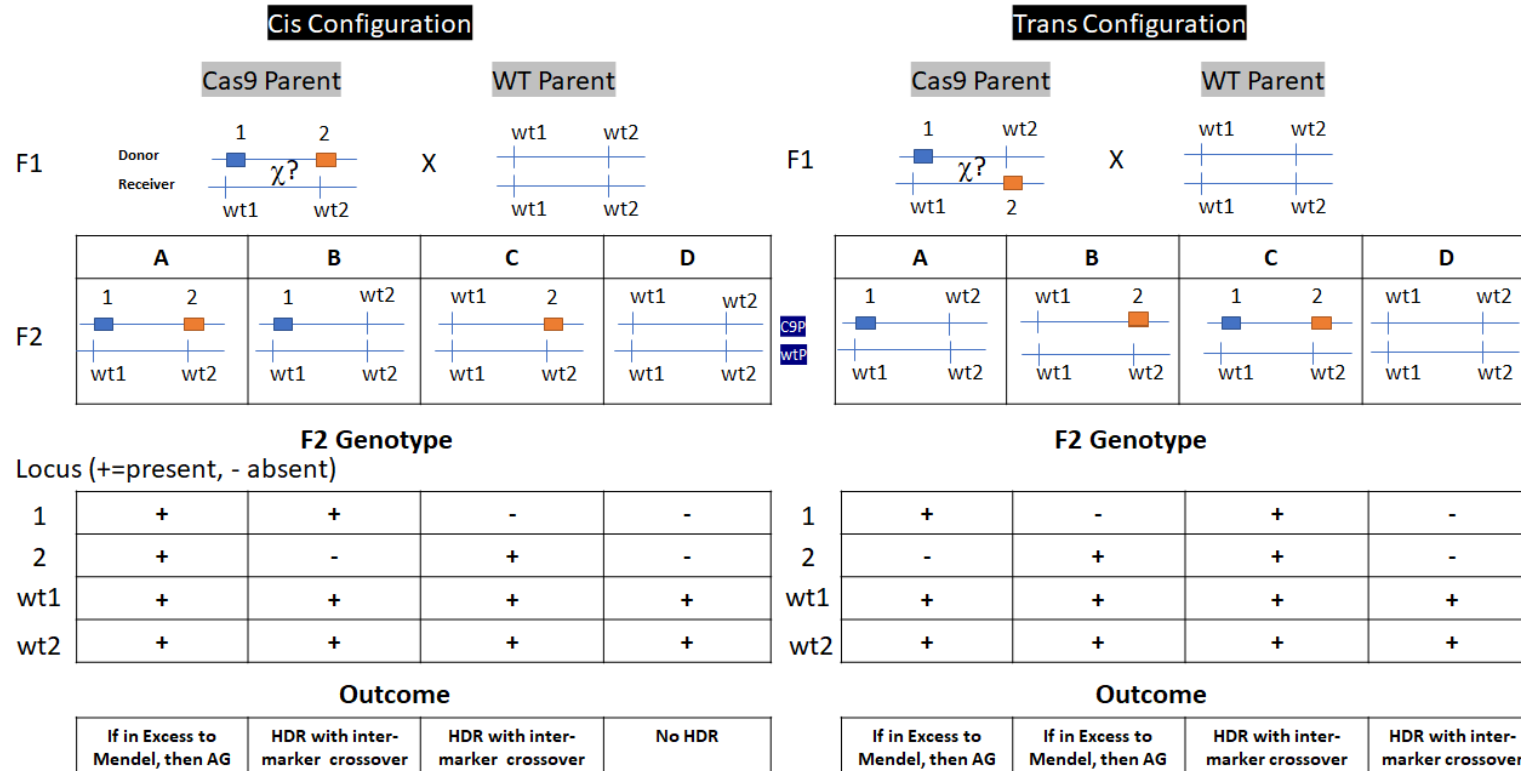 Cis Configuration
Trans Configuration
Cas9 Parent WT Parent
Cas9 Parent WT Parent
F1
Donor
Receiver
1 2
χ?
wt1 wt2
X
wt1 wt2
wt1 wt2
F1
1 wt2
χ?
wt1 2
X
wt1 wt2
wt1 wt2
A B C D
A B C D
F2
1 2 1 wt2 wt1 2 wt1 wt2
wt1 wt2 wt1 wt2 wt1 wt2 wt1 wt2
C9P
wtP
1 wt2 wt1 2 1 2 wt1 wt2
wt1 wt2 wt1 wt2 wt1 wt2 wt1 wt2
F2 Genotype
F2 Genotype
Locus (+=present, - absent)
1 + + - -
2 + - + -
wt1 + + + +
wt2 + + + +
1 + - + -
2 - + + -
wt1 + + + +
wt2 + + + +
Outcome
Outcome
If in Excess to
Mendel, then AG
HDR with inter-
marker crossover
HDR with inter-
marker crossover
No HDR
If in Excess to
Mendel, then AG
If in Excess to
Mendel, then AG
HDR with inter-
marker crossover
HDR with inter-
marker crossover